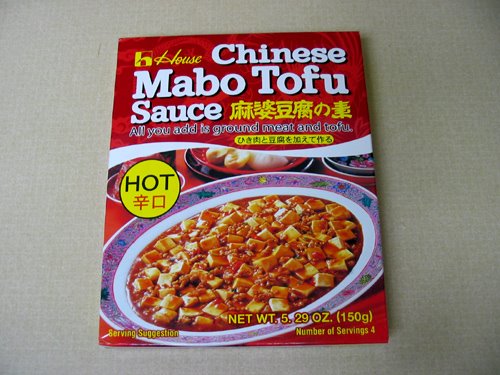 House Chinese
Mabo Tofu
Sauce 麻婆豆腐の素
All you add is ground meat and tofu.
ひき肉と豆腐を加えて作る
HOT
辛口
NET WT. 5. 29 OZ. (150g)
Serving Suggestion Number of Servings 4